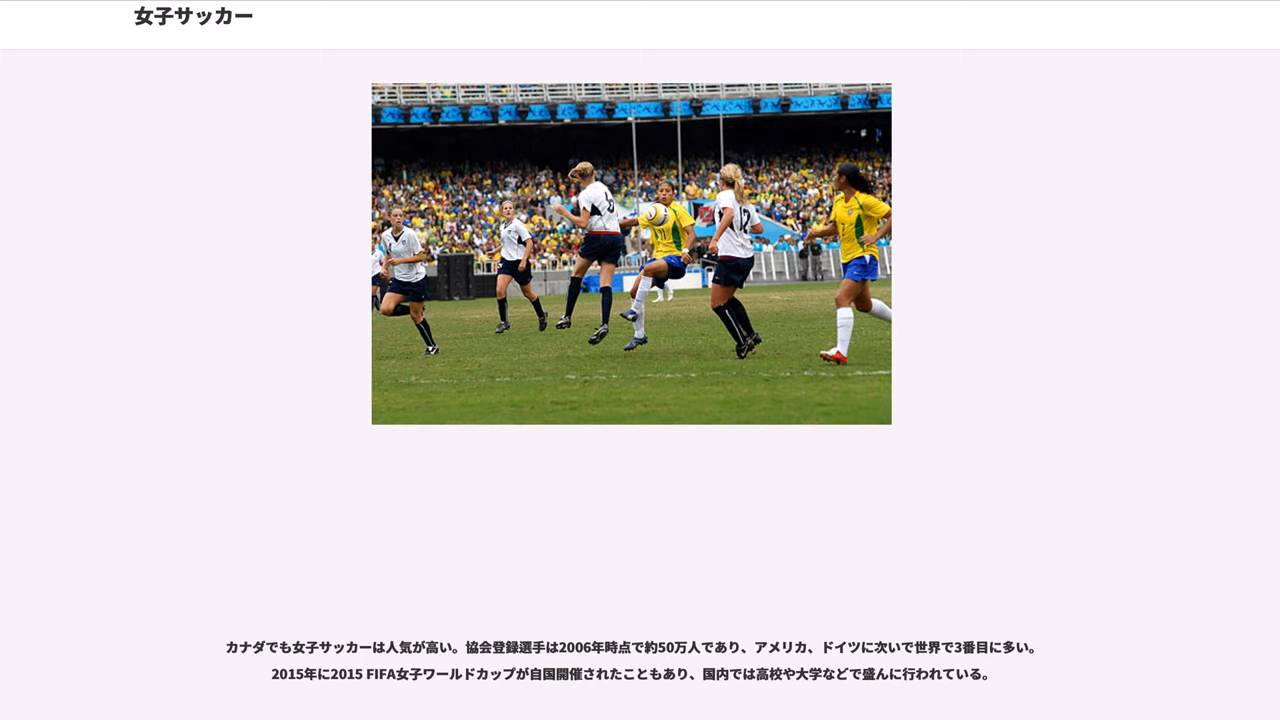 女子サッカー
6
11
12
7
カナダでも女子サッカーは人気が高い。協会登録選手は2006年時点で約50万人であり、アメリカ、ドイツに次いで世界で3番目に多い。
2015年に2015 FIFA女子ワールドカップが自国開催されたこともあり、国内では高校や大学などで盛んに行われている。